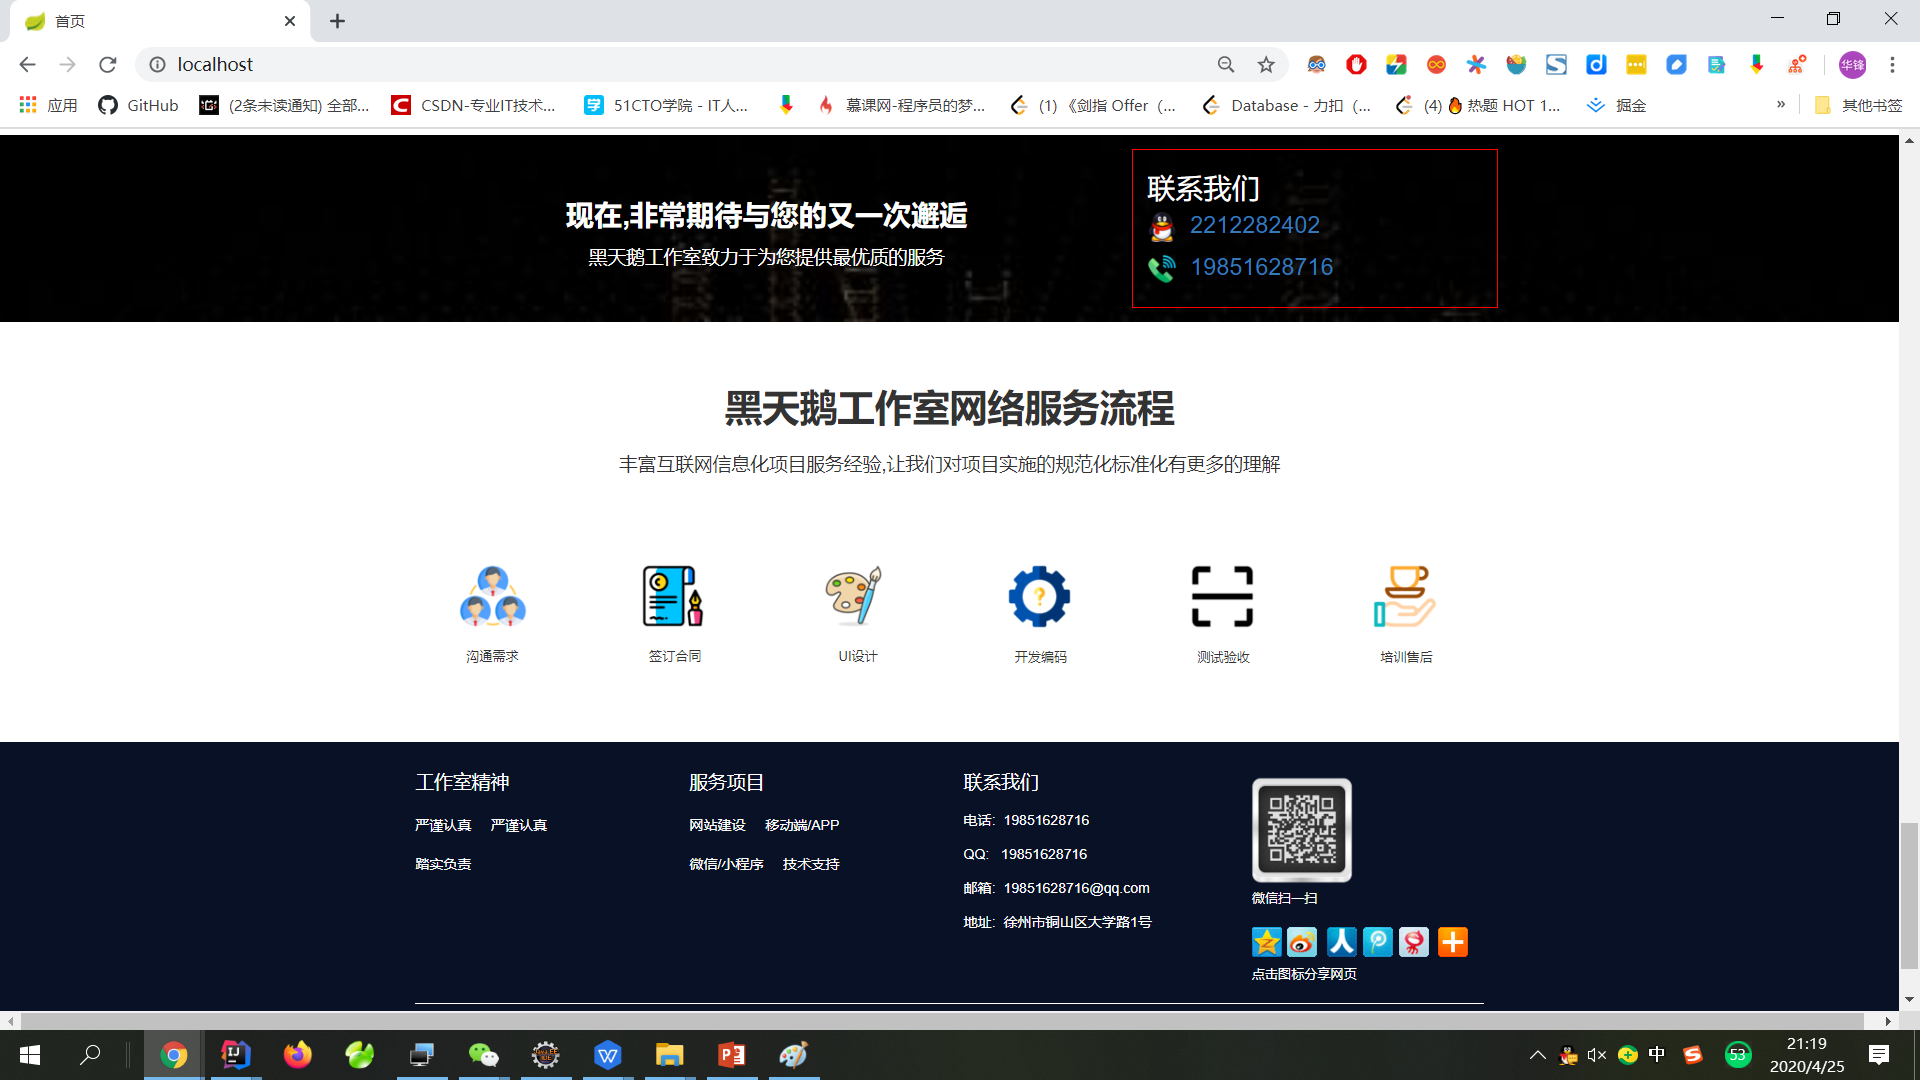 首页
localhost
华锋
应用
GitHub
(2条未读通知) 全部...
CSDN-专业IT技术...
51CTO学院 - IT人...
慕课网-程序员的梦...
(1) 《剑指 Offer（...
Database - 力扣（...
(4) 🔥 热题 HOT 1...
掘金
»
其他书签
现在,非常期待与您的又一次邂逅
黑天鹅工作室致力于为您提供最优质的服务
联系我们
2212282402
19851628716
黑天鹅工作室网络服务流程
丰富互联网信息化项目服务经验,让我们对项目实施的规范化标准化有更多的理解
沟通需求
签订合同
UI设计
开发编码
测试验收
培训售后
工作室精神
严谨认真 严谨认真
踏实负责
服务项目
网站建设 移动端/APP
微信/小程序 技术支持
联系我们
电话: 19851628716
QQ: 19851628716
邮箱: 19851628716@qq.com
地址: 徐州市铜山区大学路1号
微信扫一扫
点击图标分享网页
中
53
21:19
2020/4/25